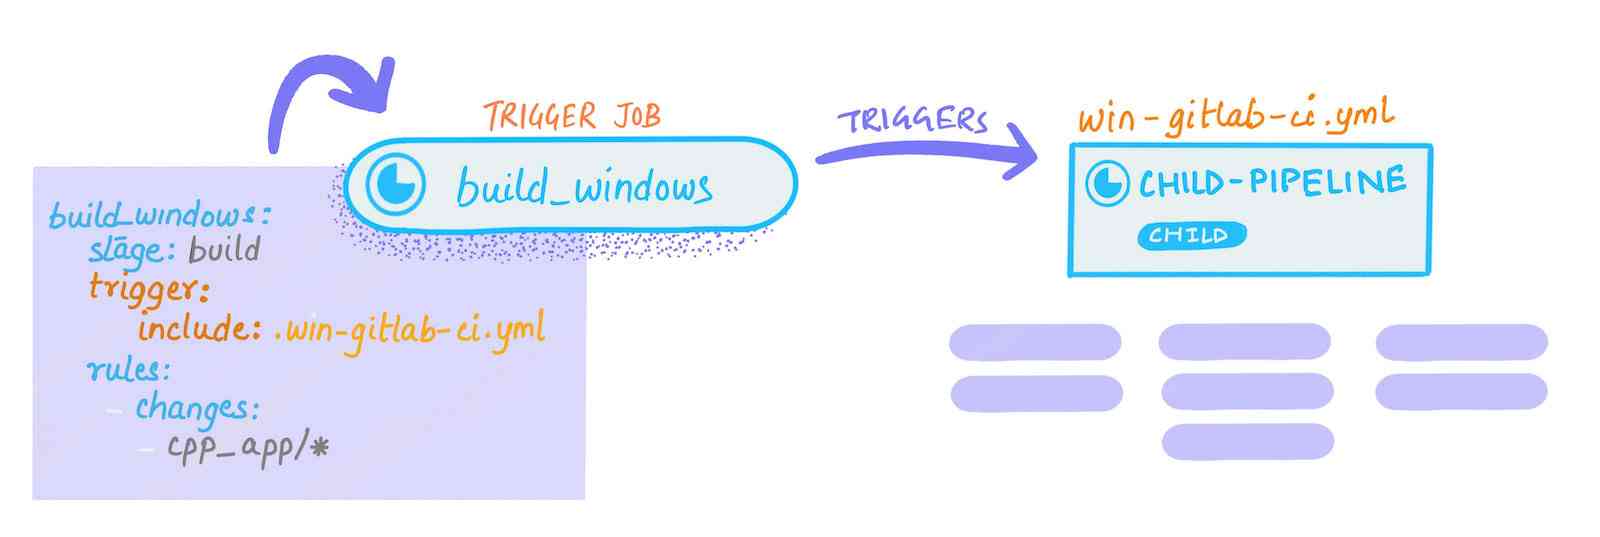 build_windows:
stage: build
trigger:
include: .win-gitlab-ci.yml
rules:
- changes:
- cpp_app/*
TRIGGER JOB
build_windows
TRIGGERS
win-gitlab-ci.yml
CHILD-PIPELINE
CHILD